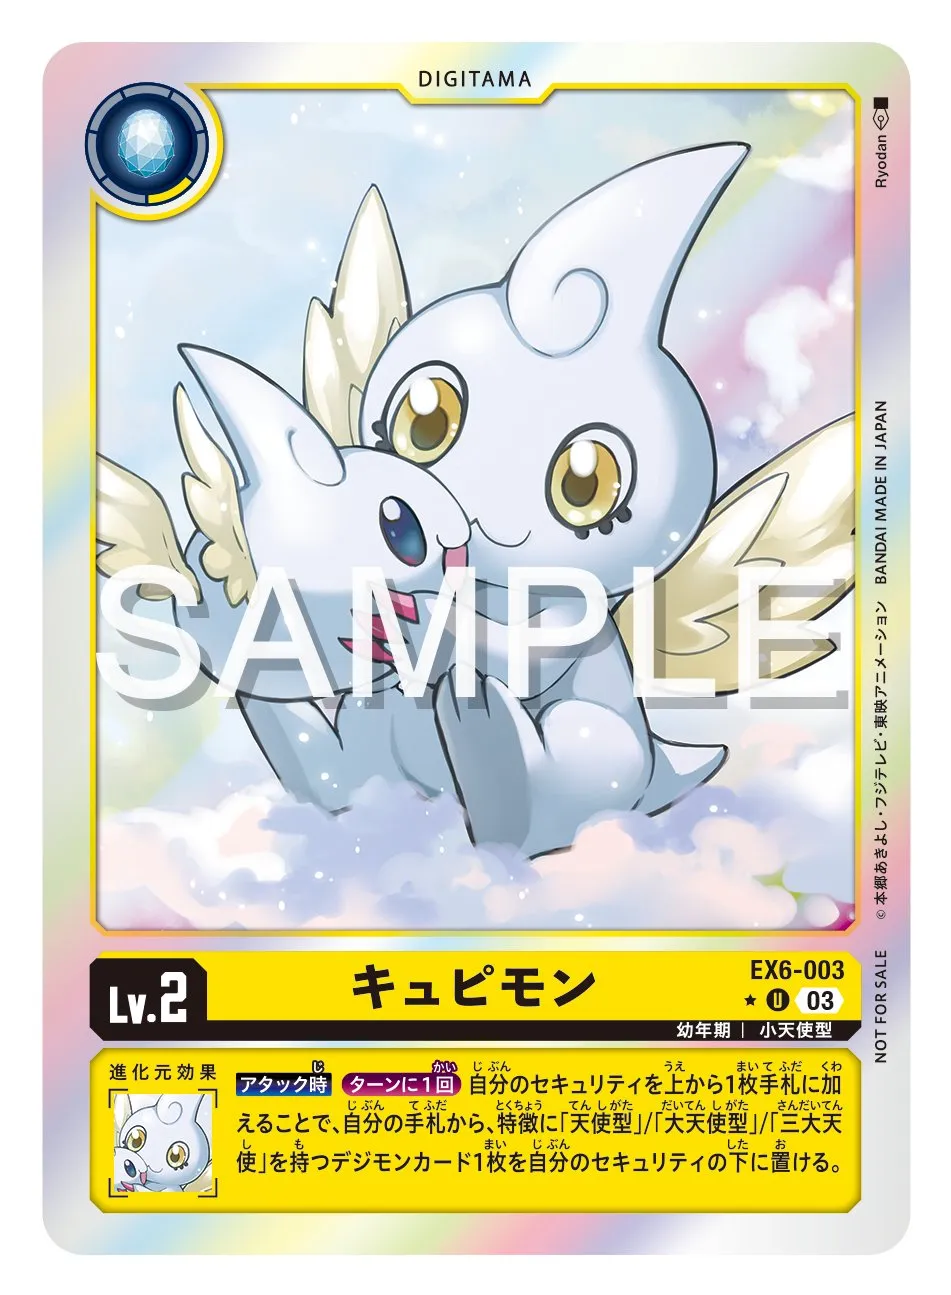 DIGITAMA
Ryodan
BANDAI MADE IN JAPAN
©本郷あきよし・フジテレビ・東映アニメーション
NOT FOR SALE
SAMPLE
Lv.2
キュピモン
EX6-003
U 03
幼年期 | 小天使型
進化元効果
アタック時 ターンに1回 自分のセキュリティを上から1枚手札に加
えることで、自分の手札から、特徴に「天使型」/「大天使型」/「三大天
使」を持つデジモンカード1枚を自分のセキュリティの下に置ける。